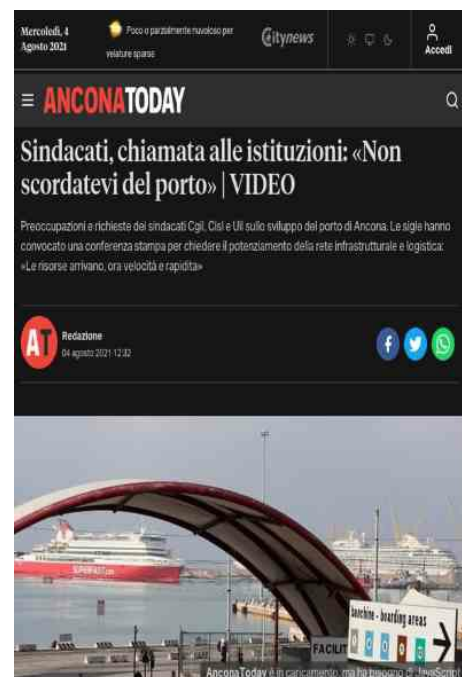 Mercoledì, 4
Agosto 2021
Poco o parzialmente nuvoloso per
velature sparse
Citynews
Accedi
ANCONATODAY
Sindacati, chiamata alle istituzioni: «Non
scordatevi del porto» | VIDEO
Preoccupazioni e richieste dei sindacati Cgil, Cisl e Uil sullo sviluppo del porto di Ancona. Le sigle hanno
convocato una conferenza stampa per chiedere il potenziamento della rete infrastrutturale e logistica:
«Le risorse arrivano, ora velocità e rapidita»
AT
Redazione
04 agosto 2021 12:32
SUPERFAST
banchine - boarding areas
FACILIT
AnconaToday è in caricamento, ma ha bisogno di JavaScript